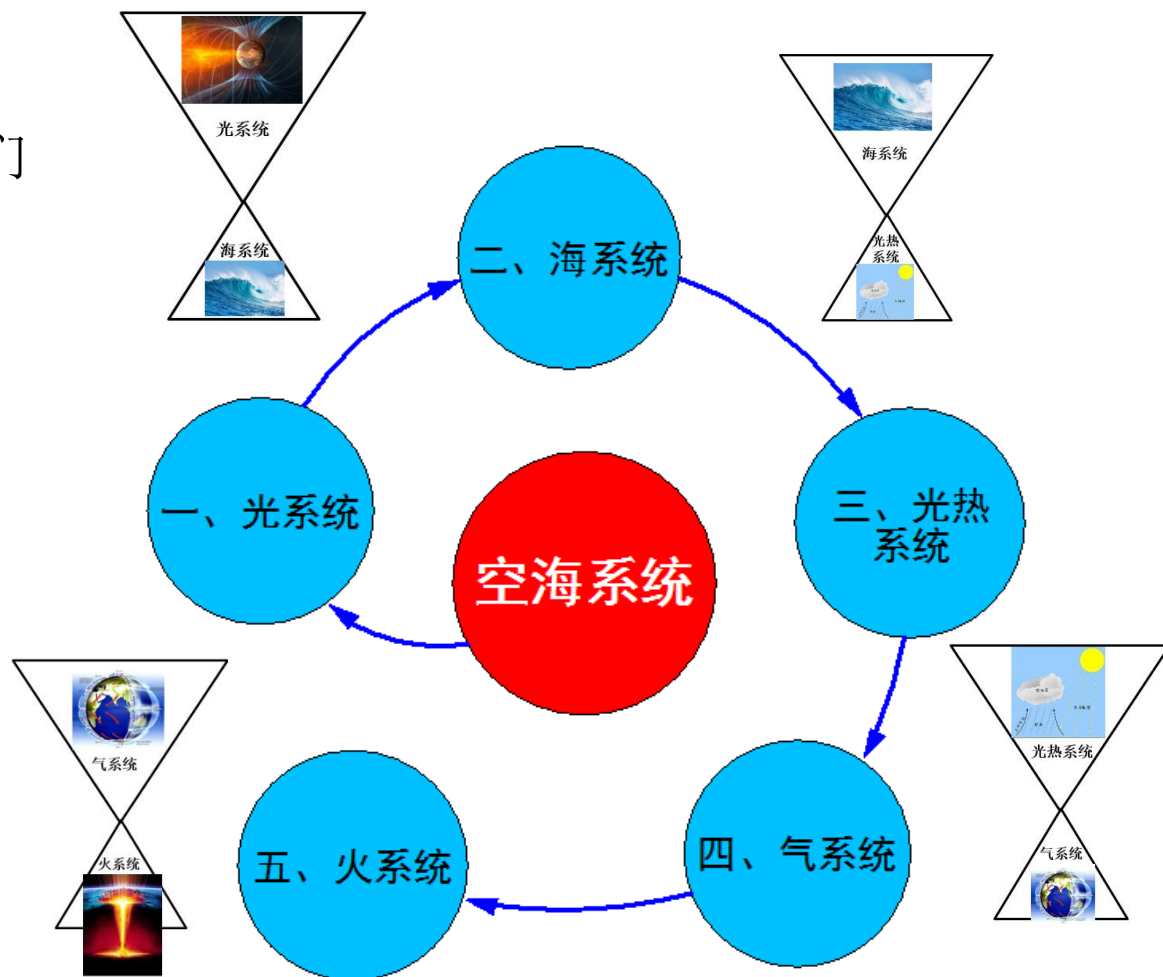 光系统
海系统
海系统
光热
系统
门
二、海系统
一、光系统
三、光热
系统
空海系统
气系统
火系统
光热系统
气系统
五、火系统
四、气系统